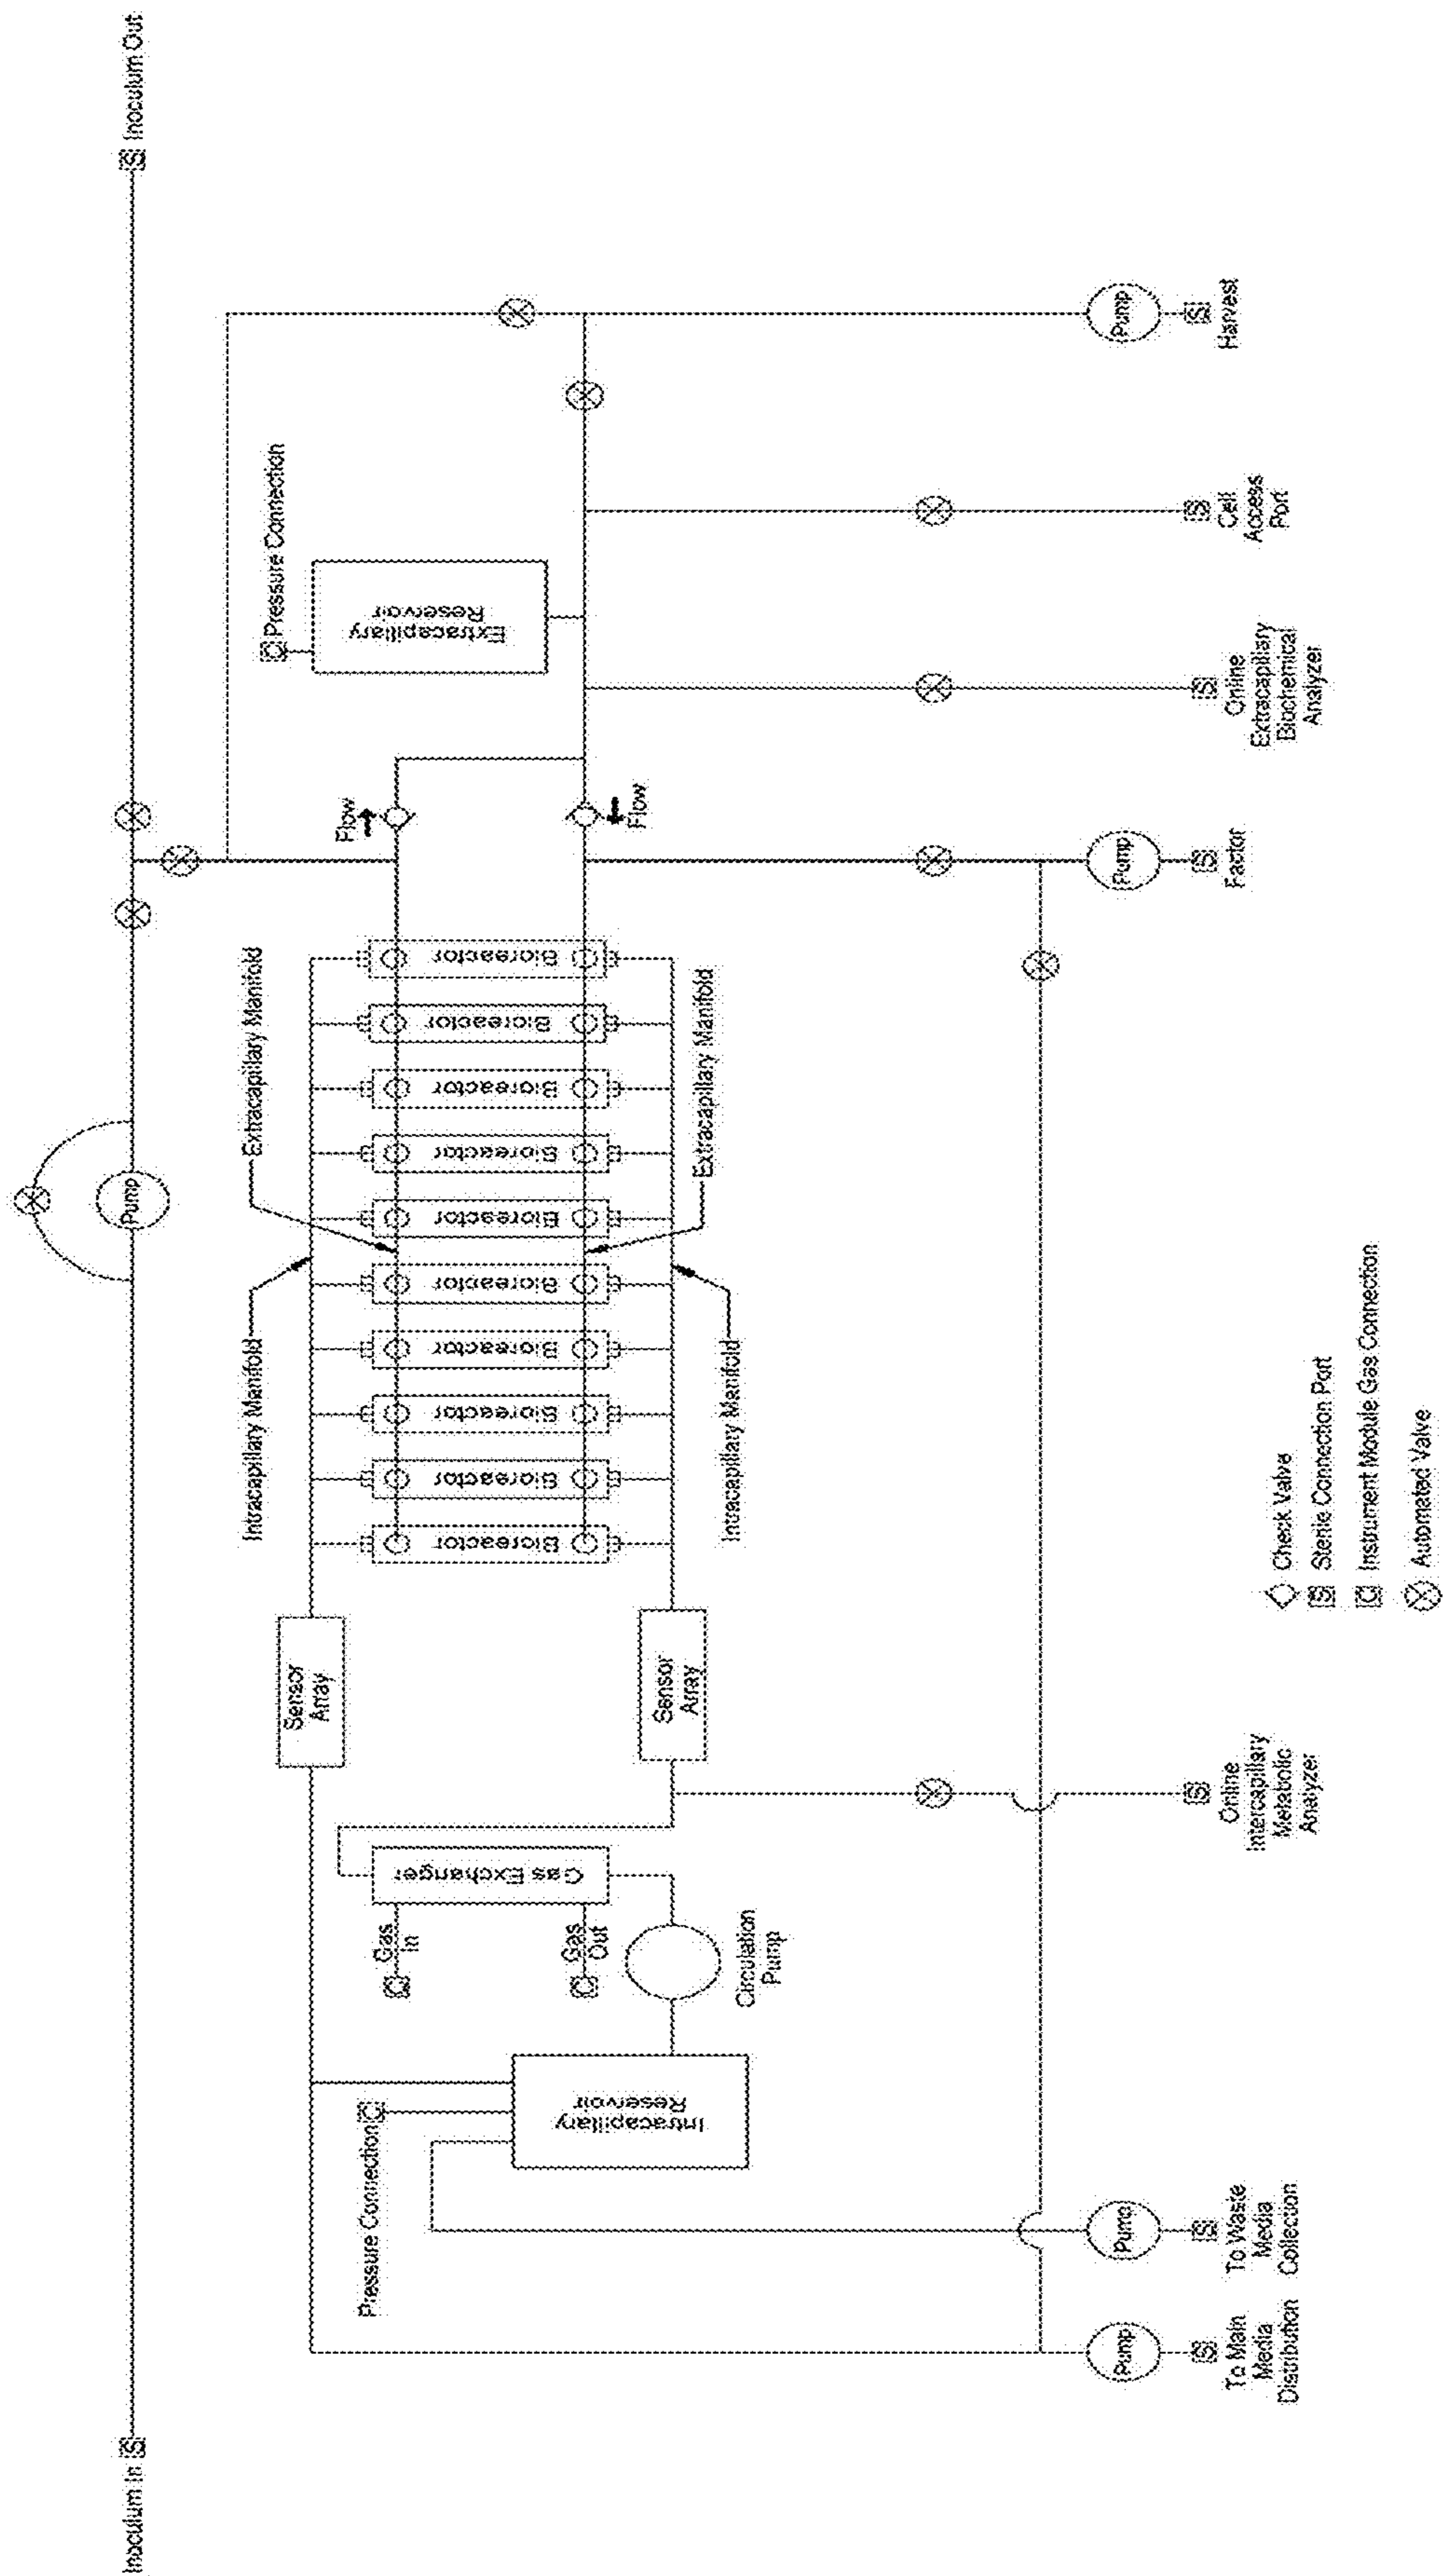 Inoculum In
S
Pump
S
Inoculum Out
Intracapillary Manifold
Extracapillary Manifold
Pressure Connection
C
Pressure Connection
C
Sensor
Array
Flow
Flow
C
Gas
In
C
Gas
Out
Gas Exchanger
Bioreactor
Bioreactor
Bioreactor
Bioreactor
Bioreactor
Bioreactor
Bioreactor
Bioreactor
Bioreactor
Bioreactor
Extracapillary
Reservoir
Intracapillary
Reservoir
Circulation
Pump
Sensor
Array
Intracapillary Manifold
Extracapillary Manifold
Pump
S
To Main
Media
Distribution
Pump
S
To Waste
Media
Collection
S
Online
Intercapillary
Metabolic
Analyzer
Pump
S
Factor
S
Online
Extracapillary
Biochemical
Analyzer
S
Cell
Access
Port
Pump
S
Harvest
Check Valve
S Sterile Connection Port
C Instrument Module Gas Connection
Automated Valve